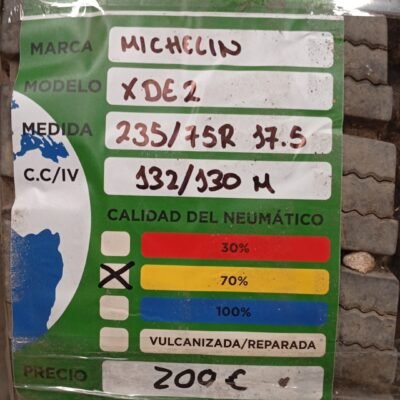 MARCA MICHELIN
MODELO XDE2
MEDIDA 235/75R 17.5
C.C/IV 132/130 M
CALIDAD DEL NEUMÁTICO
30%
X 70%
100%
VULCANIZADA/REPARADA
PRECIO 200€